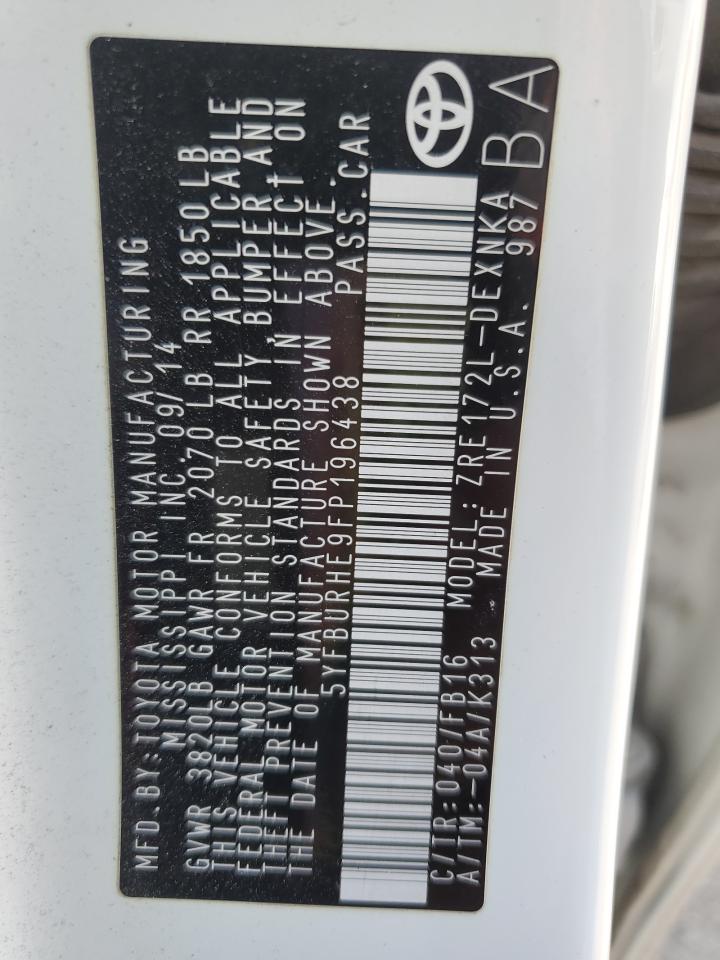 MFD.BY:TOYOTA MOTOR MANUFACTURING
MISSISSIPPI INC.09/14
GVWR 3820LB GAWR FR 2070LB RR 1850LB
THIS VEHICLE CONFORMS TO ALL APPLICABLE
FEDERAL MOTOR VEHICLE SAFETY,BUMPER AND
THEFT PREVENTION STANDARDS IN EFFECT ON
THE DATE OF MANUFACTURE SHOWN ABOVE.
5YFBURHE9FP196438 PASS.CAR
C/TR:040/FB16 MODEL:ZRE172L-DEXNKA
A/TM:-04A/K313 MADE IN U.S.A. 987
BA